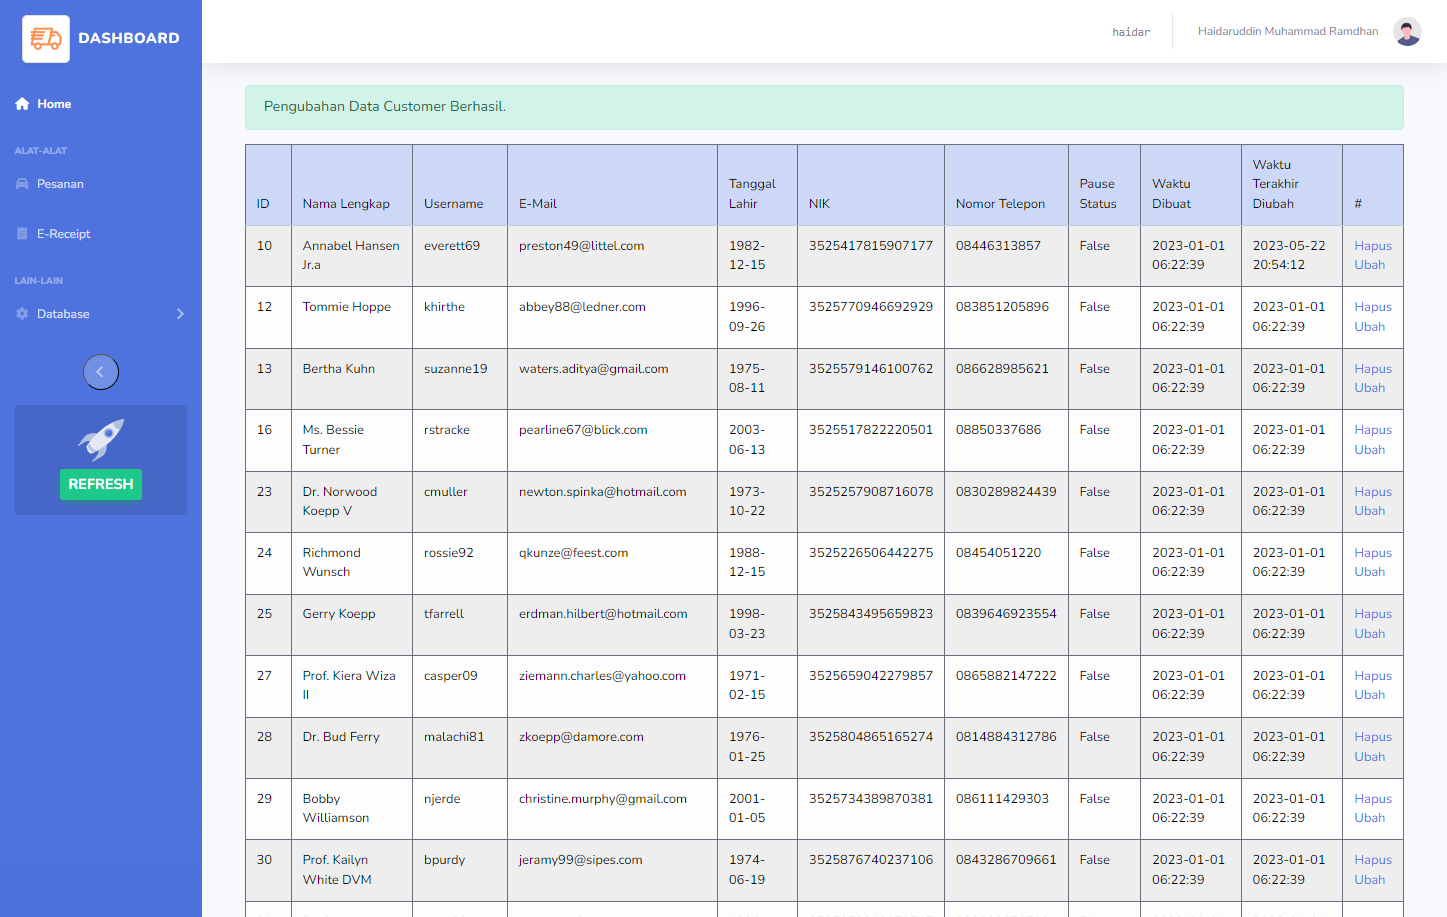 DASHBOARD
haidar
Haidaruddin Muhammad Ramdhan
Home
ALAT-ALAT
Pesanan
E-Receipt
LAIN-LAIN
Database
REFRESH
Pengubahan Data Customer Berhasil.
ID Nama Lengkap Username E-Mail Tanggal Lahir NIK Nomor Telepon Pause Status Waktu Dibuat Waktu Terakhir Diubah #
10 Annabel Hansen Jr.a everett69 preston49@littel.com 1982-12-15 3525417815907177 08446313857 False 2023-01-01 06:22:39 2023-05-22 20:54:12 Hapus Ubah
12 Tommie Hoppe khirthe abbey88@ledner.com 1996-09-26 3525770946692929 083851205896 False 2023-01-01 06:22:39 2023-01-01 06:22:39 Hapus Ubah
13 Bertha Kuhn suzanne19 waters.aditya@gmail.com 1975-08-11 3525579146100762 086628985621 False 2023-01-01 06:22:39 2023-01-01 06:22:39 Hapus Ubah
16 Ms. Bessie Turner rstracke pearline67@blick.com 2003-06-13 3525517822220501 08850337686 False 2023-01-01 06:22:39 2023-01-01 06:22:39 Hapus Ubah
23 Dr. Norwood Koepp V cmuller newton.spinka@hotmail.com 1973-10-22 3525257908716078 0830289824439 False 2023-01-01 06:22:39 2023-01-01 06:22:39 Hapus Ubah
24 Richmond Wunsch rossie92 qkunze@feest.com 1988-12-15 3525226506442275 08454051220 False 2023-01-01 06:22:39 2023-01-01 06:22:39 Hapus Ubah
25 Gerry Koepp tfarrell erdman.hilbert@hotmail.com 1998-03-23 3525843495659823 0839646923554 False 2023-01-01 06:22:39 2023-01-01 06:22:39 Hapus Ubah
27 Prof. Kiera Wiza II casper09 ziemann.charles@yahoo.com 1971-02-15 3525659042279857 0865882147222 False 2023-01-01 06:22:39 2023-01-01 06:22:39 Hapus Ubah
28 Dr. Bud Ferry malachi81 zkoepp@damore.com 1976-01-25 3525804865165274 0814884312786 False 2023-01-01 06:22:39 2023-01-01 06:22:39 Hapus Ubah
29 Bobby Williamson njerde christine.murphy@gmail.com 2001-01-05 3525734389870381 086111429303 False 2023-01-01 06:22:39 2023-01-01 06:22:39 Hapus Ubah
30 Prof. Kailyn White DVM bpurdy jeramy99@sipes.com 1974-06-19 3525876740237106 0843286709661 False 2023-01-01 06:22:39 2023-01-01 06:22:39 Hapus Ubah